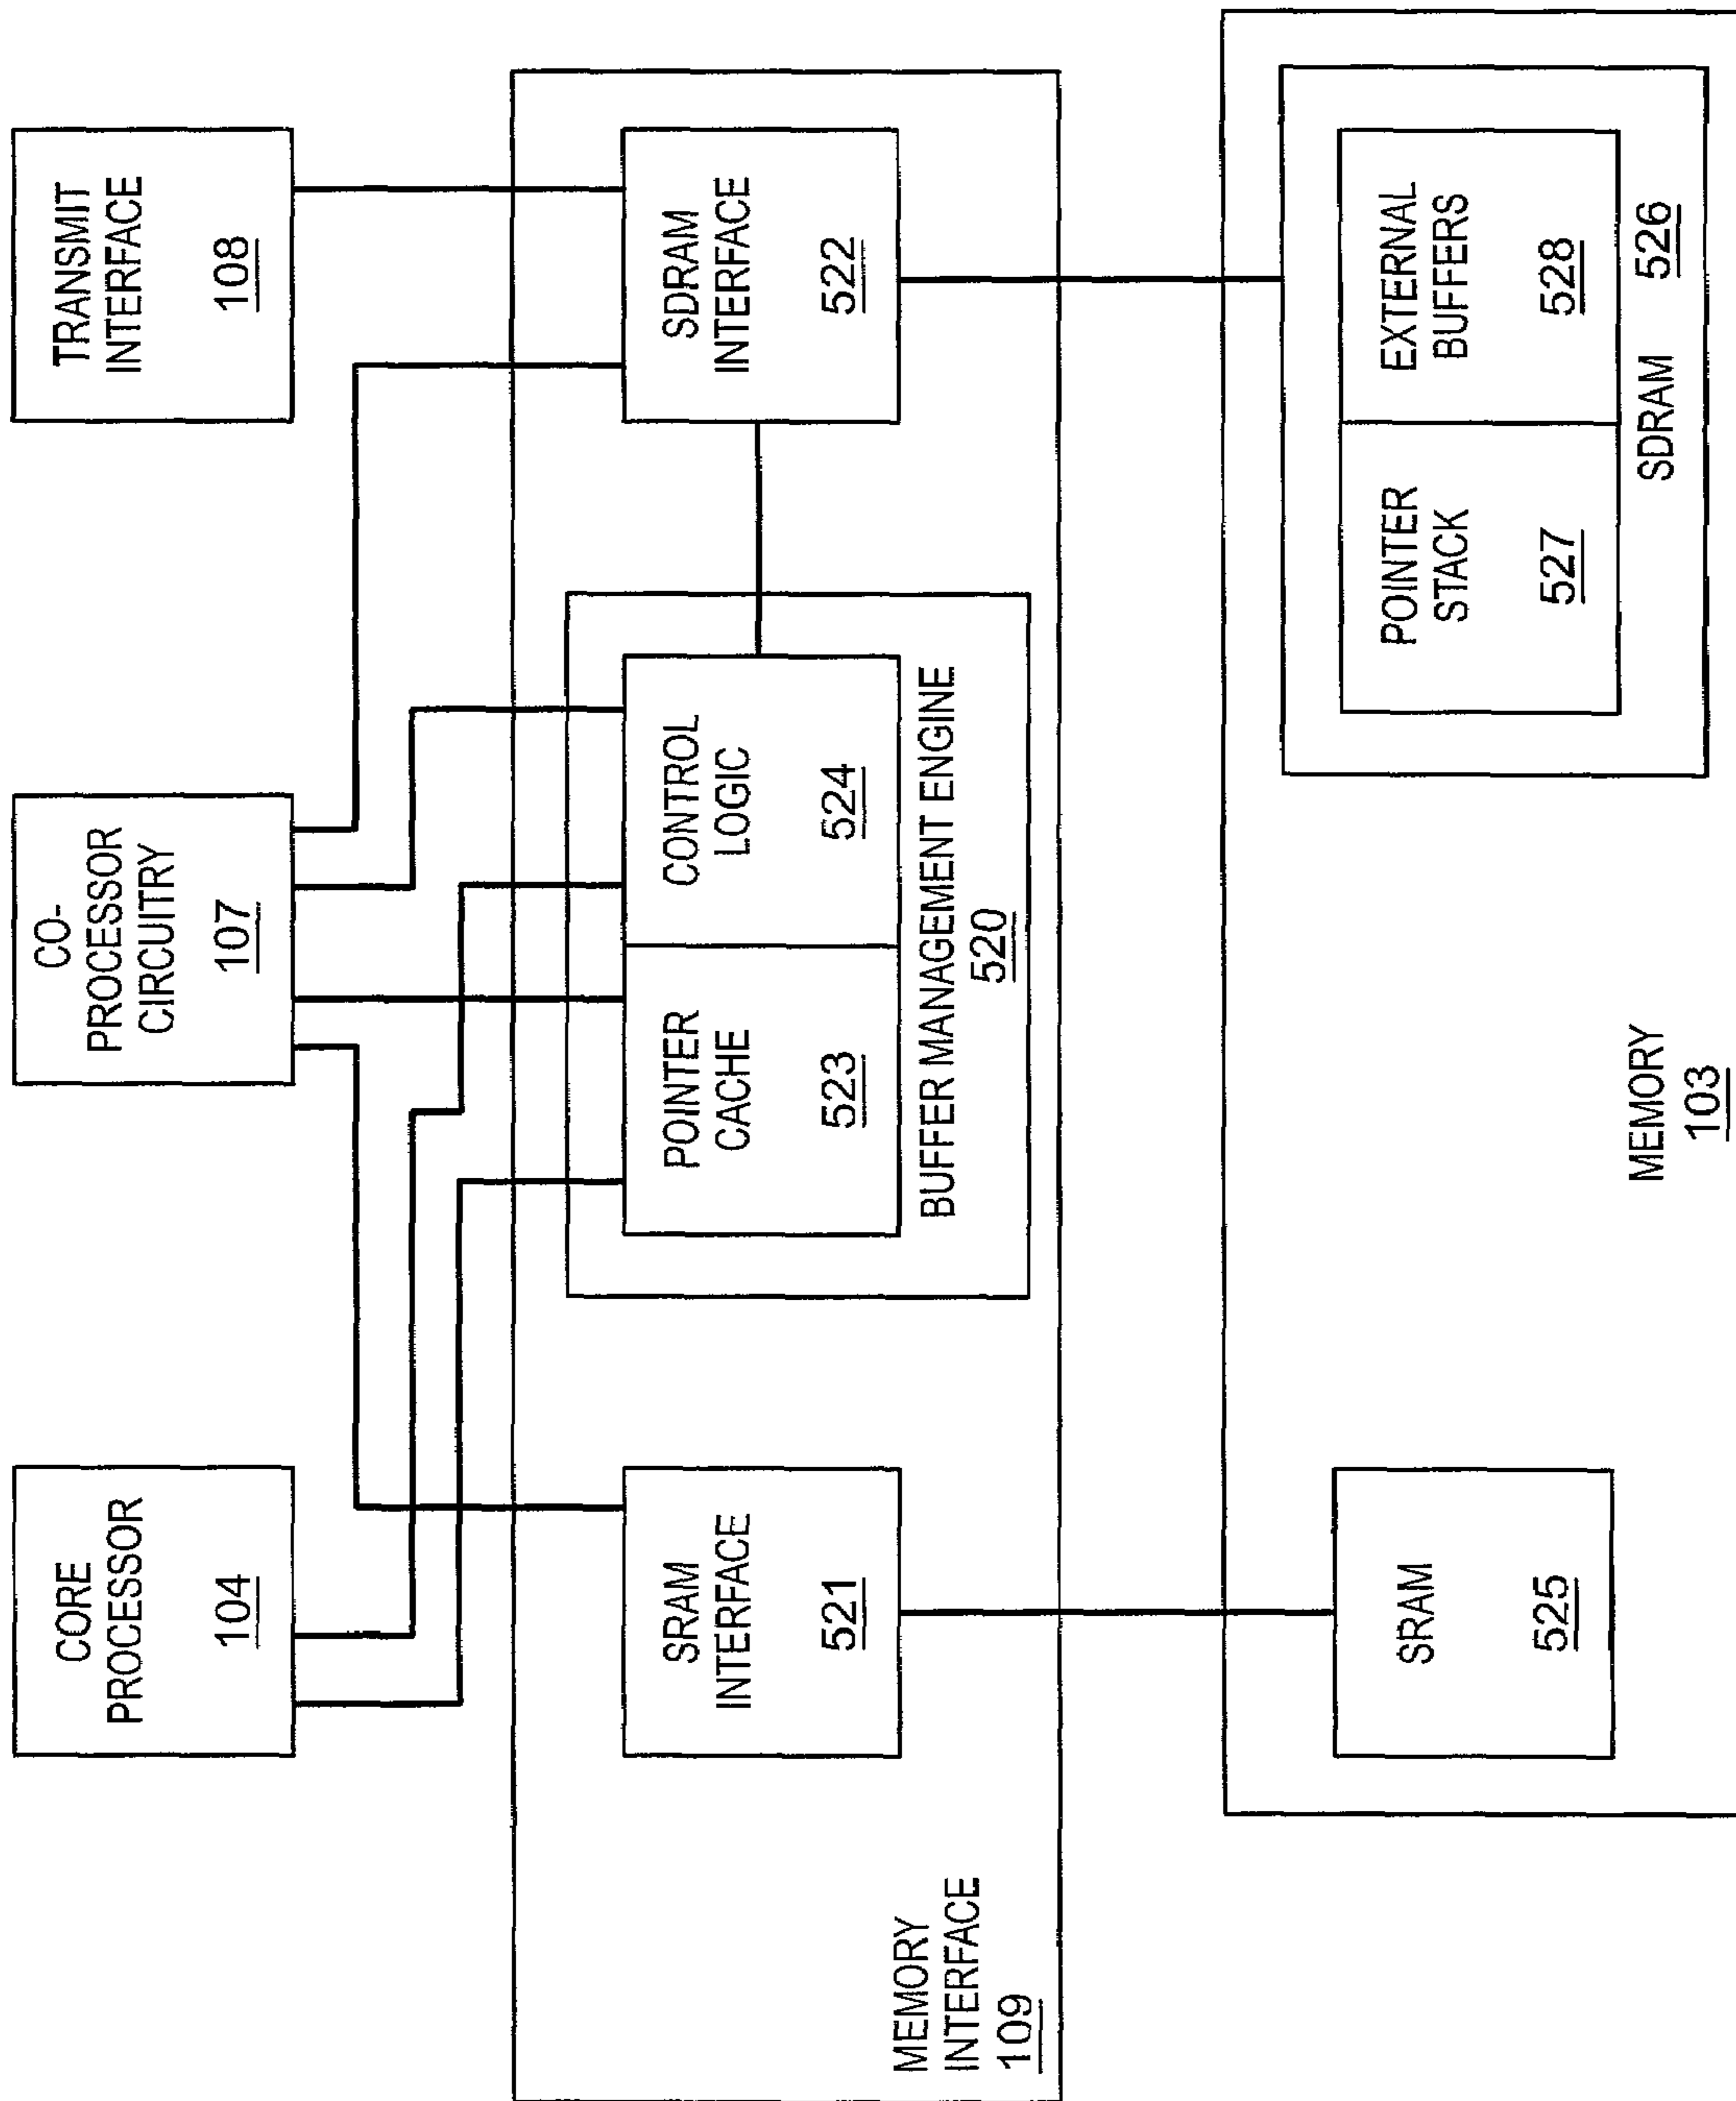 CORE
PROCESSOR
104
CO-
PROCESSOR
CIRCUITRY
107
TRANSMIT
INTERFACE
108
MEMORY
INTERFACE
109
SRAM
INTERFACE
521
POINTER
CACHE
523
CONTROL
LOGIC
524
BUFFER MANAGEMENT ENGINE
520
SDRAM
INTERFACE
522
SRAM
525
MEMORY
103
POINTER
STACK
527
EXTERNAL
BUFFERS
528
SDRAM
526